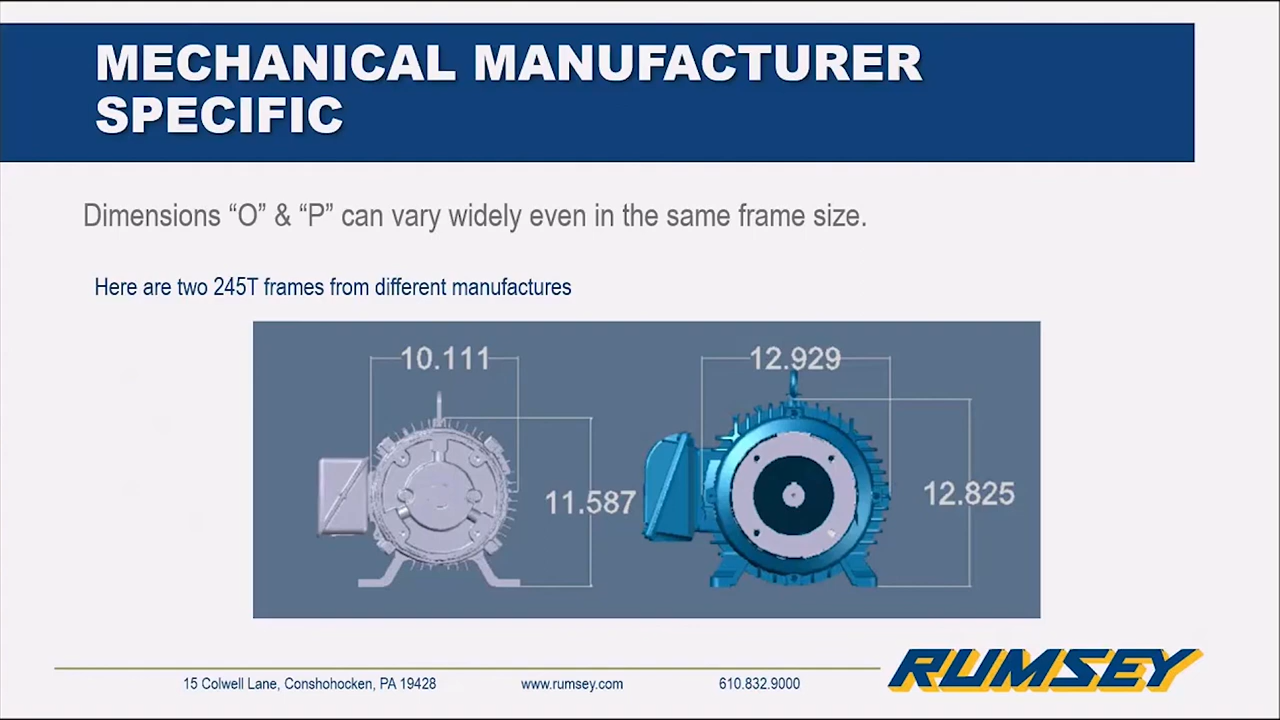 MECHANICAL MANUFACTURER
SPECIFIC
Dimensions “O” & “P” can vary widely even in the same frame size.
Here are two 245T frames from different manufactures
10.111
12.929
11.587
12.825
15 Colwell Lane, Conshohocken, PA 19428
www.rumsey.com
610.832.9000
RUMSEY